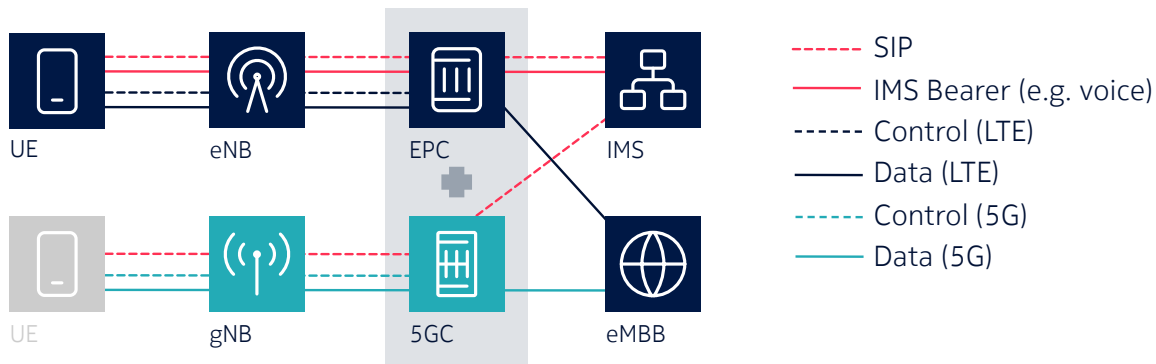 UE
eNB
EPC
IMS
UE
gNB
5GC
eMBB
SIP
IMS Bearer (e.g. voice)
Control (LTE)
Data (LTE)
Control (5G)
Data (5G)